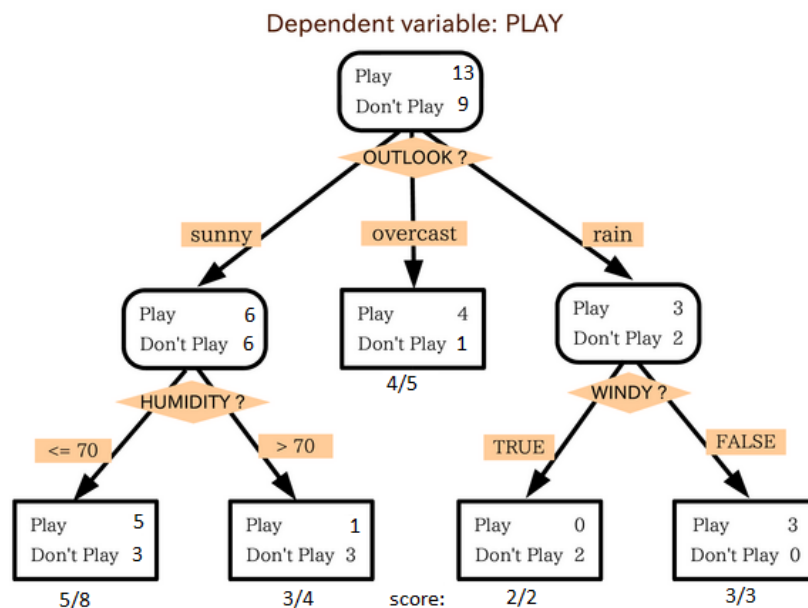 Dependent variable: PLAY
Play 13
Don't Play 9
OUTLOOK ?
sunny
overcast
rain
Play 6
Don't Play 6
Play 4
Don't Play 1
Play 3
Don't Play 2
4/5
HUMIDITY ?
WINDY ?
<= 70
> 70
TRUE
FALSE
Play 5
Don't Play 3
Play 1
Don't Play 3
Play 0
Don't Play 2
Play 3
Don't Play 0
5/8
3/4
score:
2/2
3/3